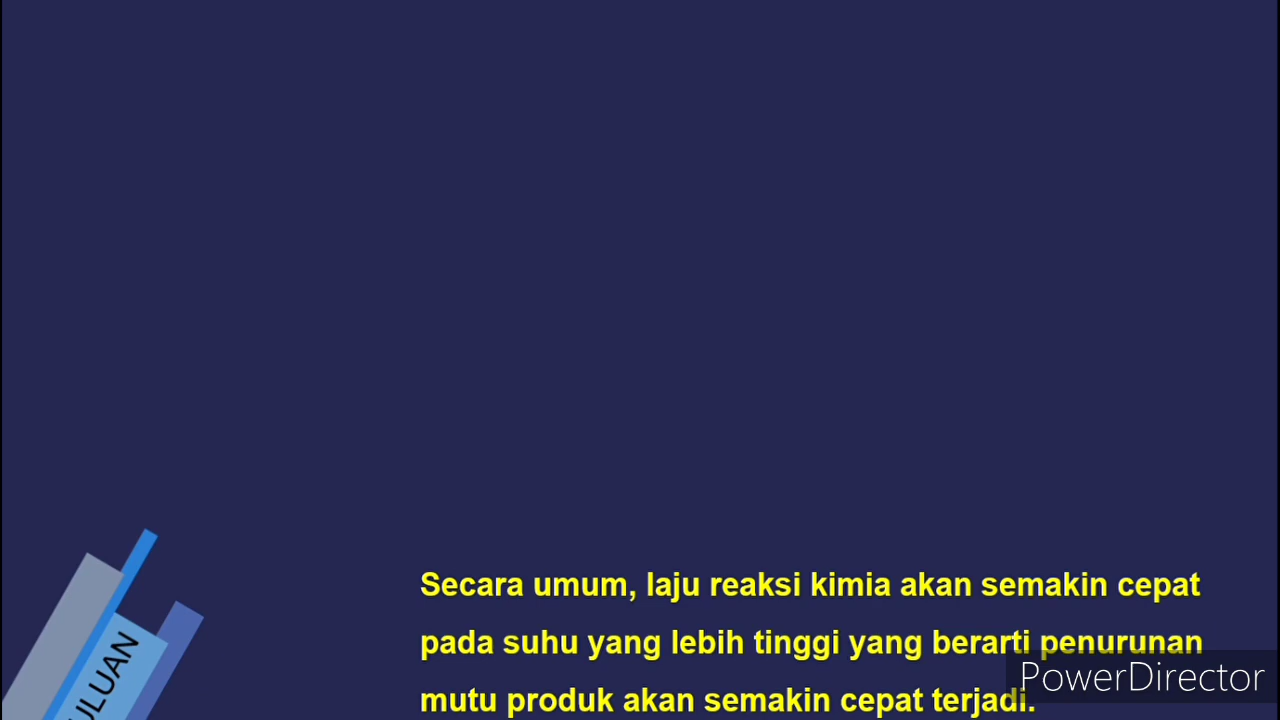 Secara umum, laju reaksi kimia akan semakin cepat
pada suhu yang lebih tinggi yang berarti penurunan
mutu produk akan semakin cepat terjadi.
ULUAN
PowerDirector